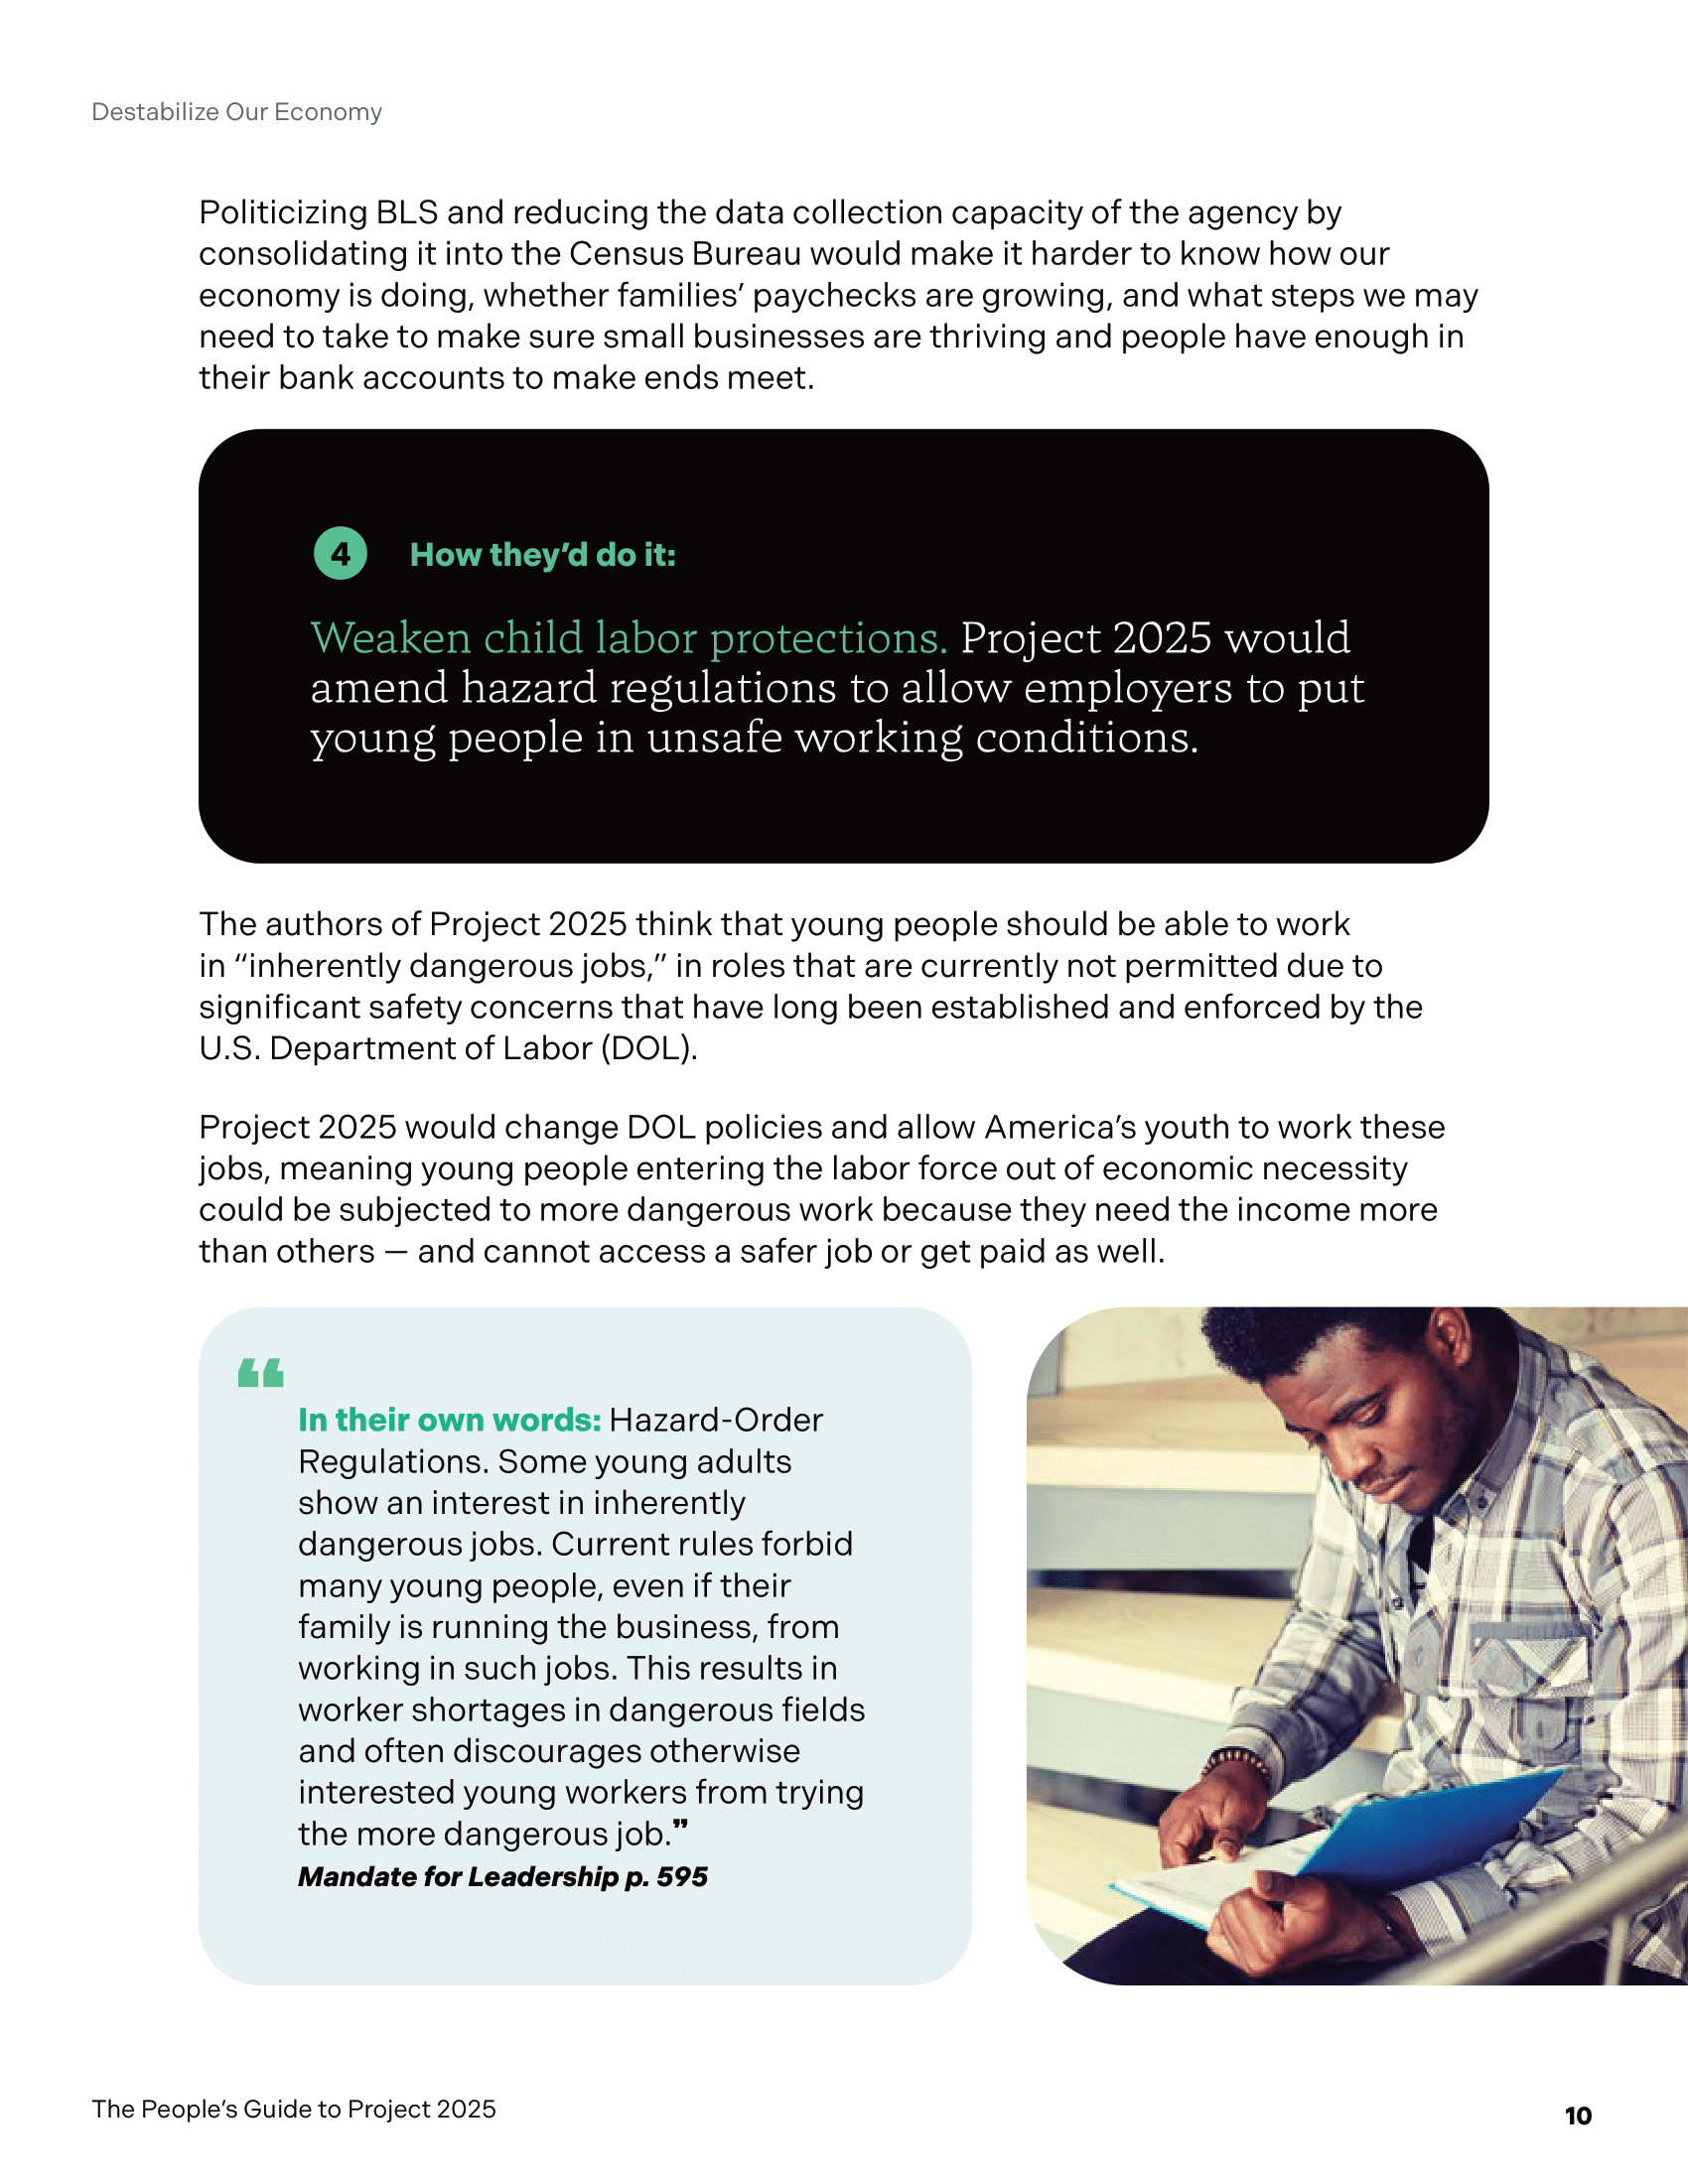 Destabilize Our Economy
Politicizing BLS and reducing the data collection capacity of the agency by
consolidating it into the Census Bureau would make it harder to know how our
economy is doing, whether families’ paychecks are growing, and what steps we may
need to take to make sure small businesses are thriving and people have enough in
their bank accounts to make ends meet.
4 How they’d do it:
Weaken child labor protections. Project 2025 would
amend hazard regulations to allow employers to put
young people in unsafe working conditions.
The authors of Project 2025 think that young people should be able to work
in “inherently dangerous jobs,” in roles that are currently not permitted due to
significant safety concerns that have long been established and enforced by the
U.S. Department of Labor (DOL).
Project 2025 would change DOL policies and allow America’s youth to work these
jobs, meaning young people entering the labor force out of economic necessity
could be subjected to more dangerous work because they need the income more
than others — and cannot access a safer job or get paid as well.
“
In their own words: Hazard-Order
Regulations. Some young adults
show an interest in inherently
dangerous jobs. Current rules forbid
many young people, even if their
family is running the business, from
working in such jobs. This results in
worker shortages in dangerous fields
and often discourages otherwise
interested young workers from trying
the more dangerous job.”
Mandate for Leadership p. 595
The People’s Guide to Project 2025
10